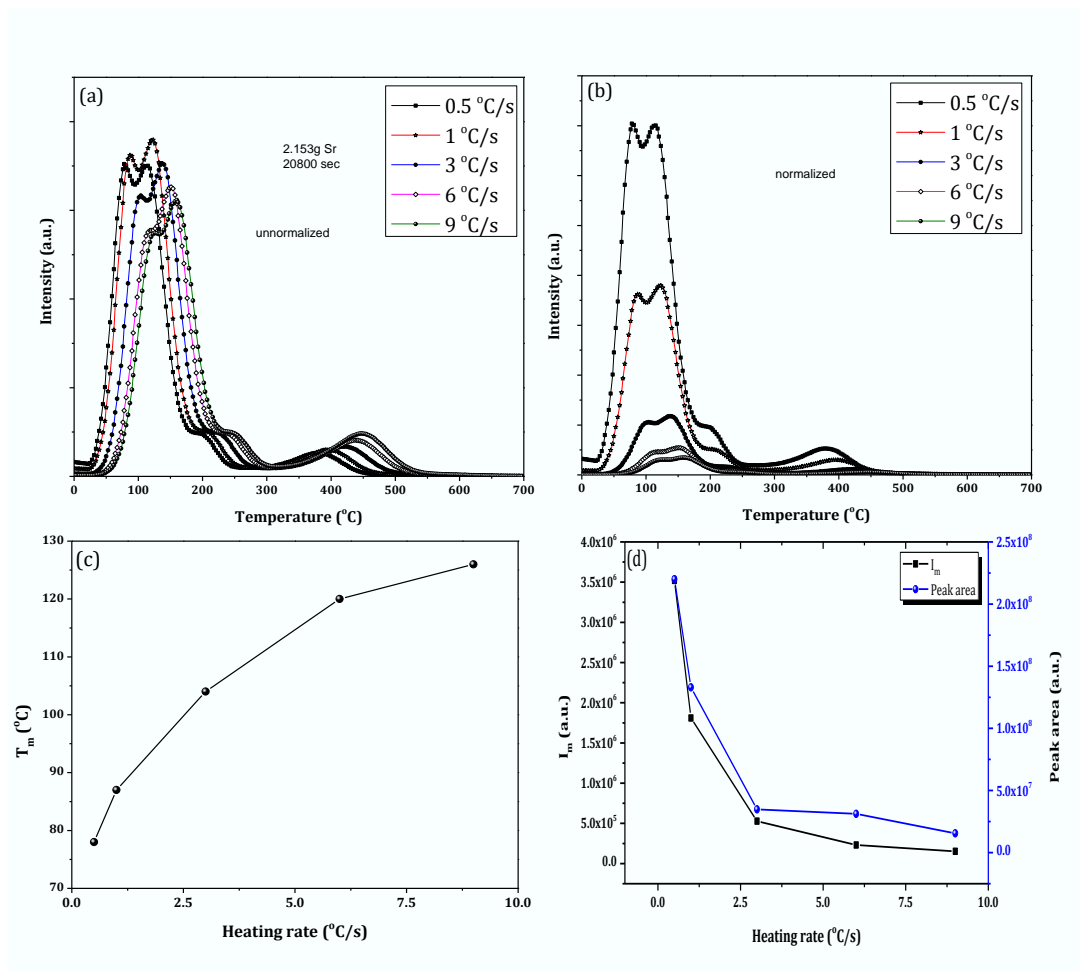 (a)
0.5 °C/s
1 °C/s
3 °C/s
6 °C/s
9 °C/s
2.153g Sr
20800 sec
unnormalized
Intensity (a.u.)
0 100 200 300 400 500 600 700
Temperature (°C)
(b)
0.5 °C/s
1 °C/s
3 °C/s
6 °C/s
9 °C/s
normalized
Intensity (a.u.)
0 100 200 300 400 500 600 700
Temperature (°C)
(c)
130
120
110
100
90
80
70
T_m (°C)
0.0 2.5 5.0 7.5 10.0
Heating rate (°C/s)
(d)
I_m
Peak area
4.0x10⁶
3.5x10⁶
3.0x10⁶
2.5x10⁶
2.0x10⁶
1.5x10⁶
1.0x10⁶
5.0x10⁵
0.0
I_m (a.u.)
2.5x10⁸
2.0x10⁸
1.5x10⁸
1.0x10⁸
5.0x10⁷
0.0
Peak area (a.u.)
0.0 2.5 5.0 7.5 10.0
Heating rate (°C/s)